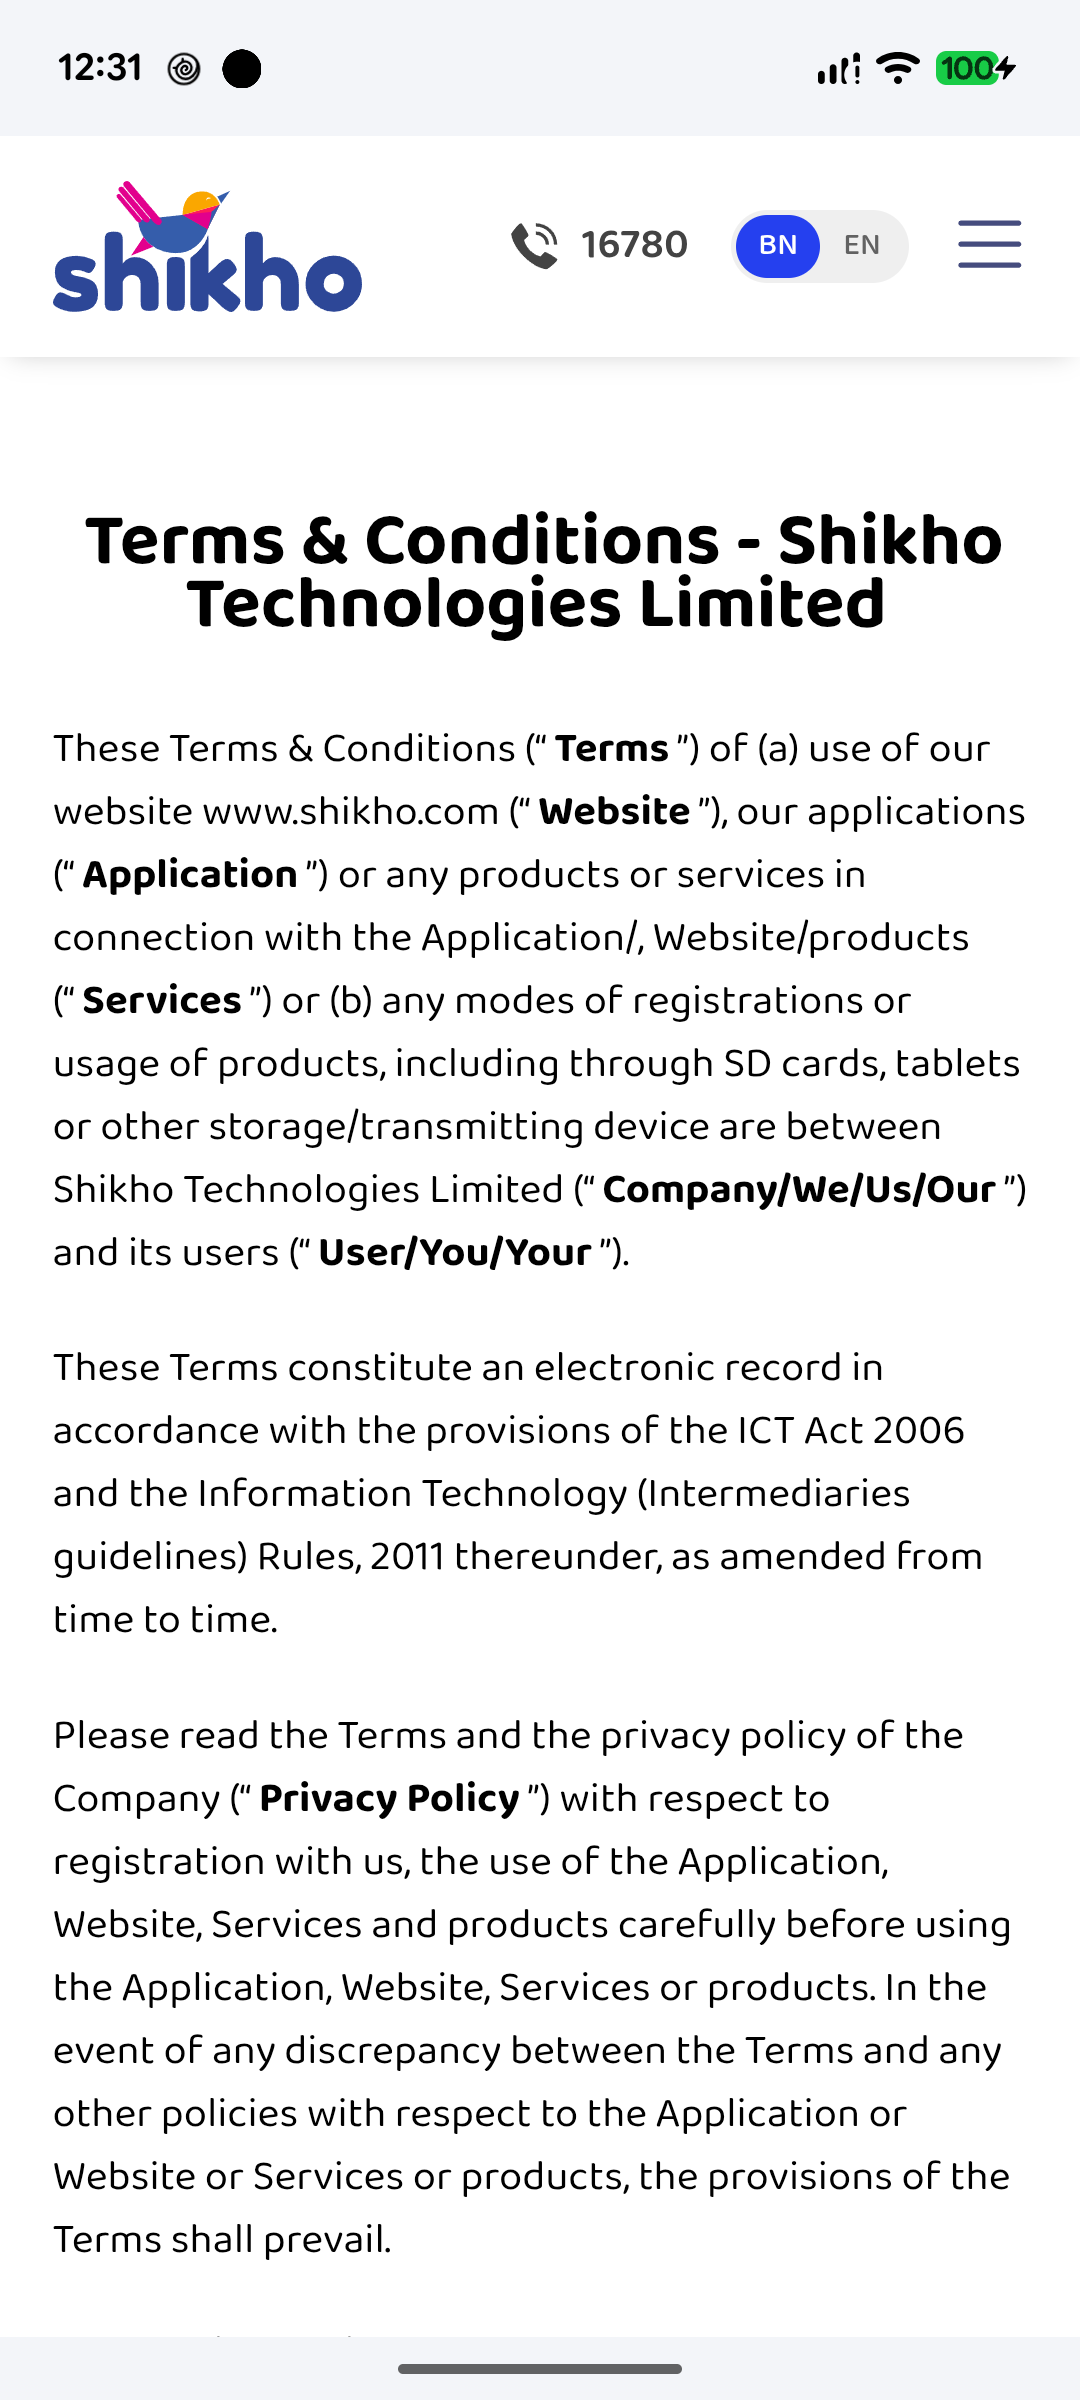 12:31
100
shikho
16780
BN EN
Terms & Conditions - Shikho
Technologies Limited
These Terms & Conditions (“ Terms ”) of (a) use of our
website www.shikho.com (“ Website ”), our applications
(“ Application ”) or any products or services in
connection with the Application/, Website/products
(“ Services ”) or (b) any modes of registrations or
usage of products, including through SD cards, tablets
or other storage/transmitting device are between
Shikho Technologies Limited (“ Company/We/Us/Our ”)
and its users (“ User/You/Your ”).
These Terms constitute an electronic record in
accordance with the provisions of the ICT Act 2006
and the Information Technology (Intermediaries
guidelines) Rules, 2011 thereunder, as amended from
time to time.
Please read the Terms and the privacy policy of the
Company (“ Privacy Policy ”) with respect to
registration with us, the use of the Application,
Website, Services and products carefully before using
the Application, Website, Services or products. In the
event of any discrepancy between the Terms and any
other policies with respect to the Application or
Website or Services or products, the provisions of the
Terms shall prevail.